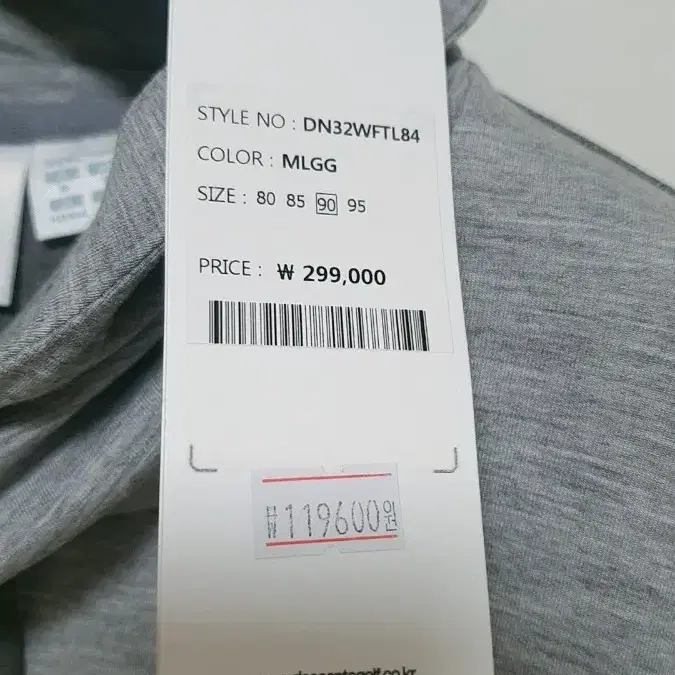 STYLE NO : DN32WFTL84
COLOR : MLGG
SIZE : 80 85 90 95
PRICE : ₩ 299,000
₩119600원